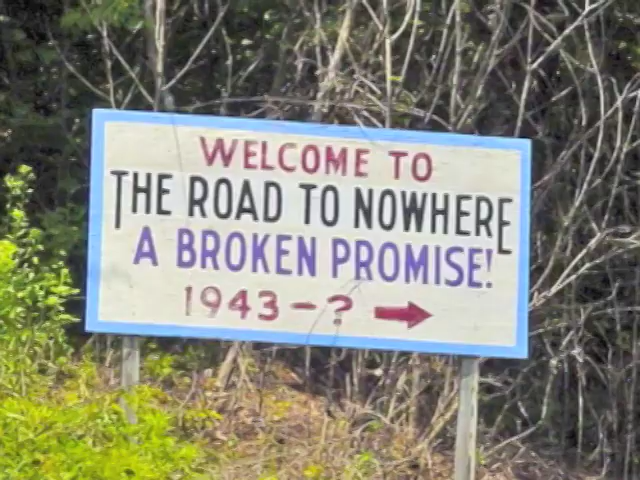 WELCOME TO
THE ROAD TO NOWHERE
A BROKEN PROMISE!
1943-?